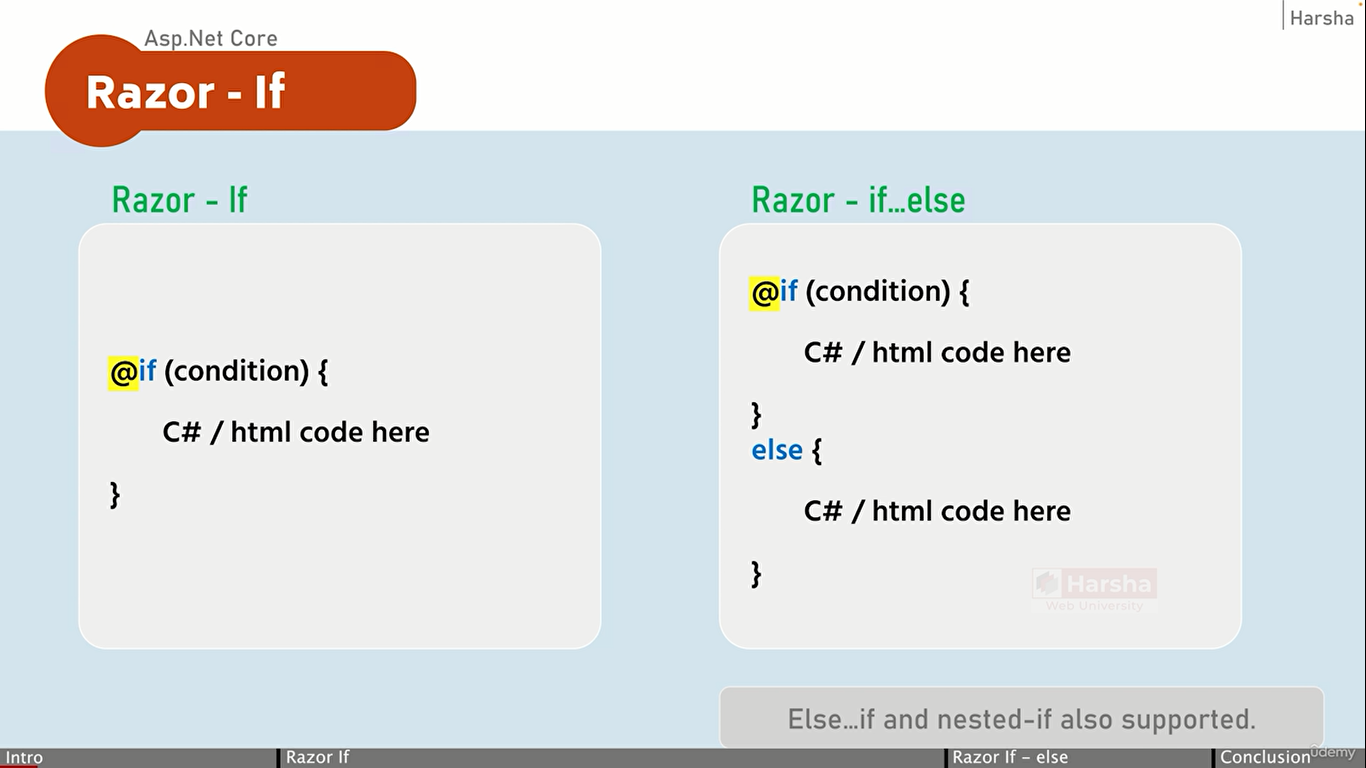 Harsha
Asp.Net Core
Razor - If
Razor - If
@if (condition) {
C# / html code here
}
Razor - if...else
@if (condition) {
C# / html code here
}
else {
C# / html code here
}
Harsha
Web University
Else...if and nested-if also supported.
Intro
Razor If
Razor If – else
Conclusion
ûdemy